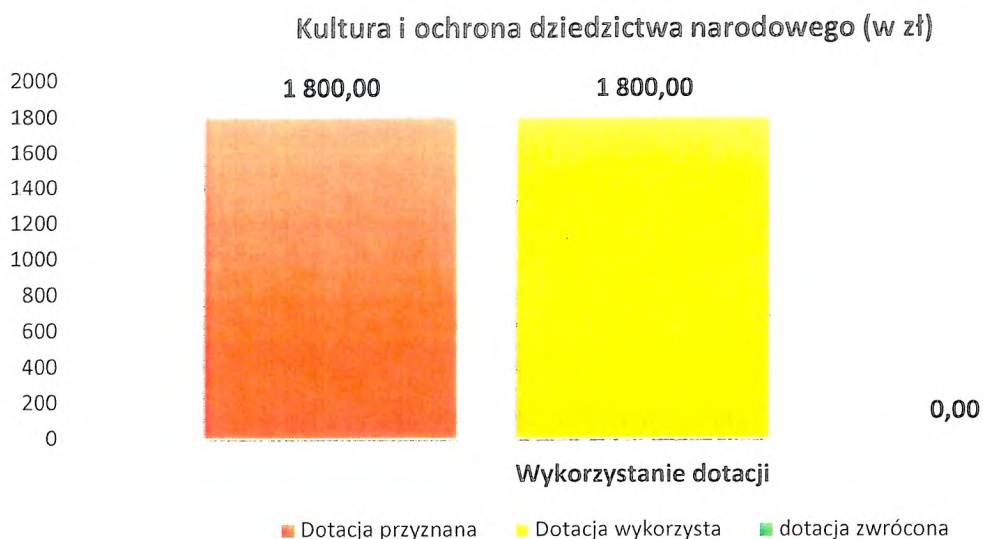 Kultura i ochrona dziedzictwa narodowego (w zł)
2000
1800
1600
1400
1200
1000
800
600
400
200
0
1 800,00
1 800,00
0,00
Wykorzystanie dotacji
Dotacja przyznana
Dotacja wykorzysta
dotacja zwrócona